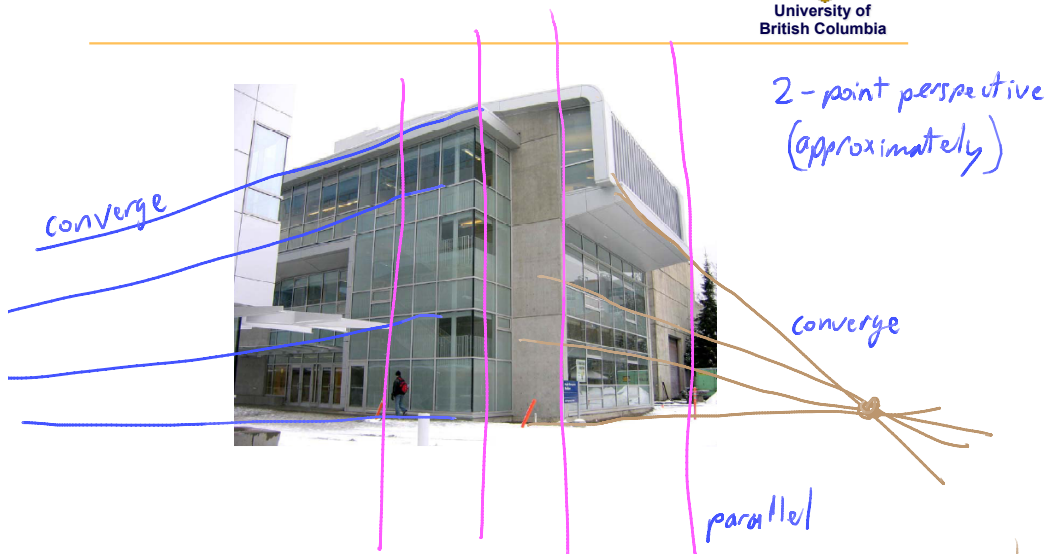 University of
British Columbia
2-point perspective
(approximately)
converge
converge
parallel